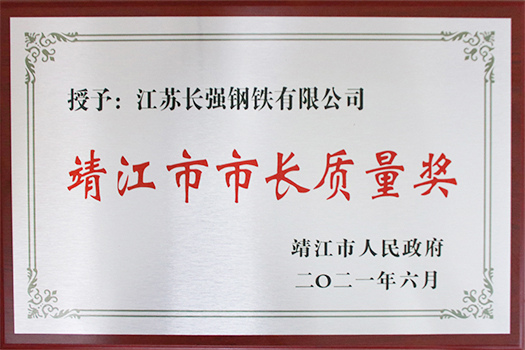 授予：江苏长强钢铁有限公司
靖江市市长质量奖
靖江市人民政府
二〇二一年六月